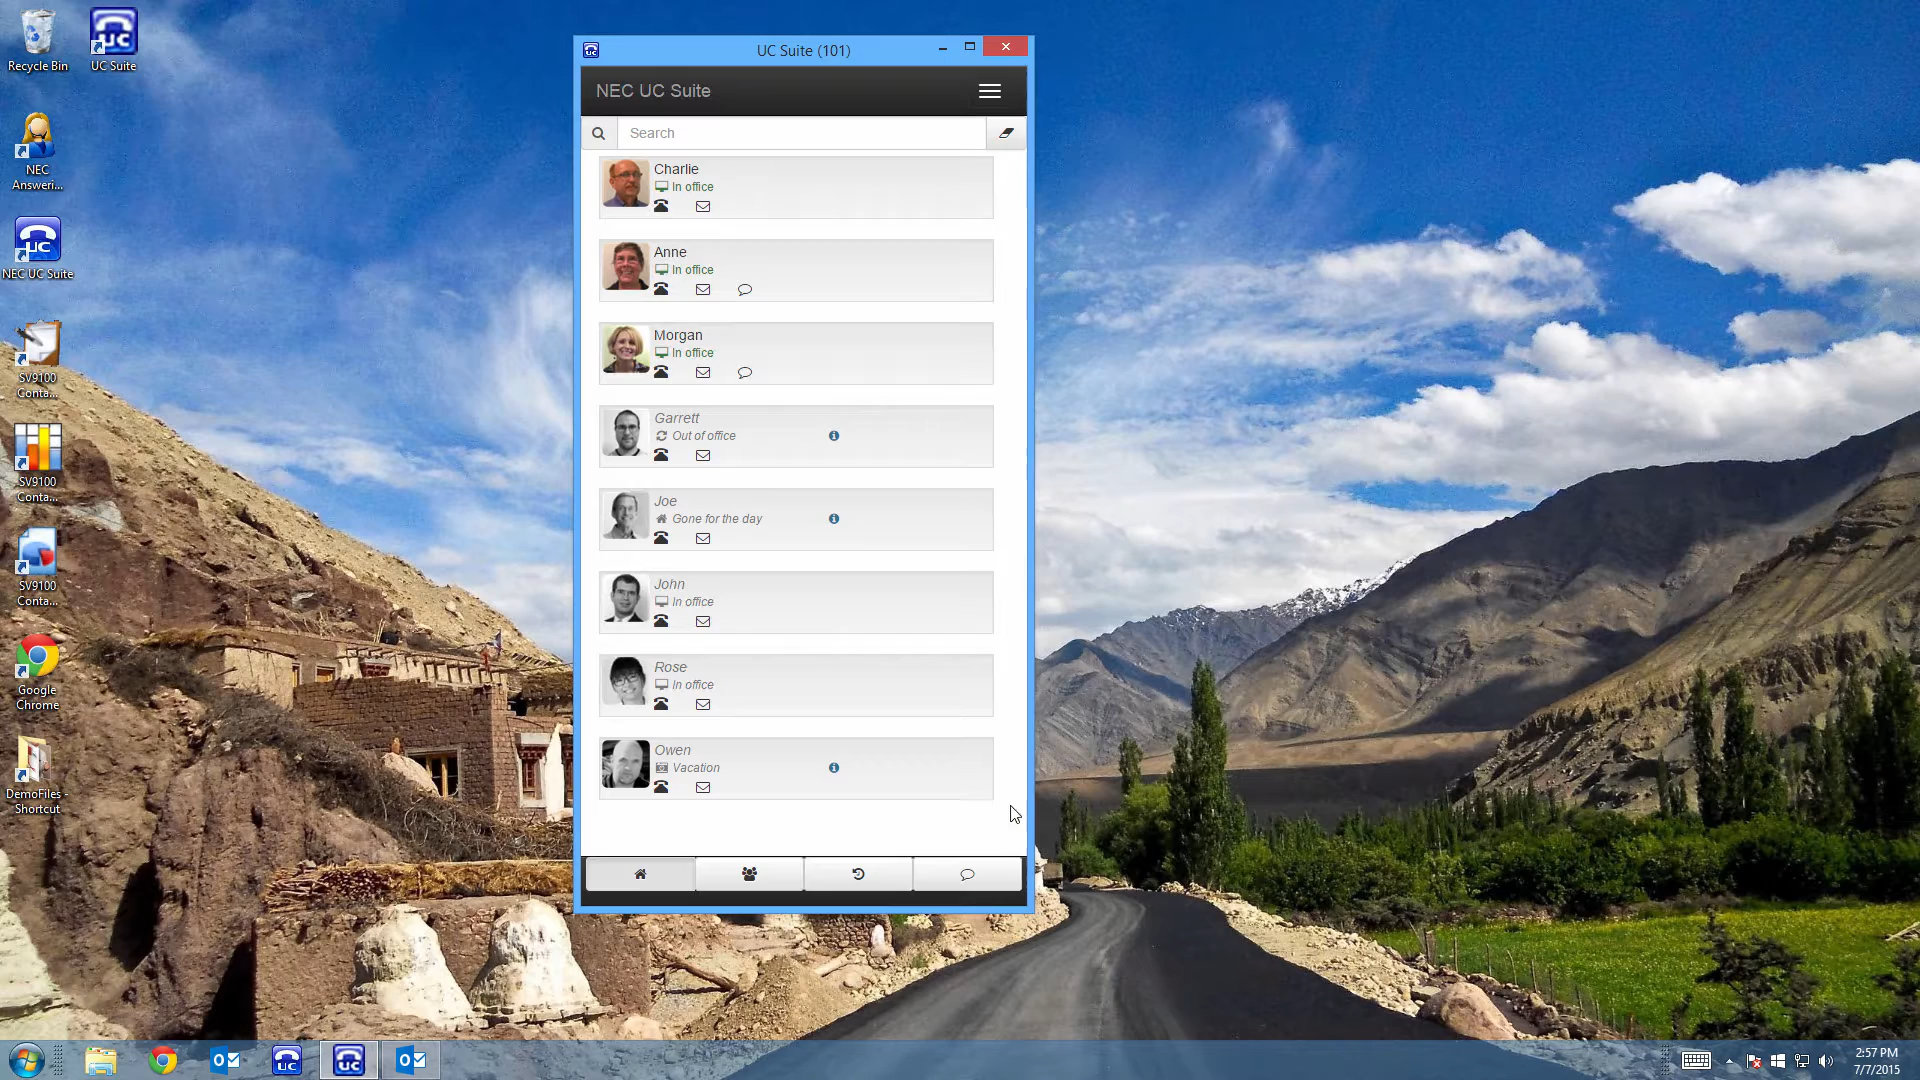 Recycle Bin
UC Suite
NEC
Answeri...
NEC UC Suite
SV9100
Conta...
SV9100
Conta...
SV9100
Conta...
Google
Chrome
DemoFiles -
Shortcut
UC Suite (101)
NEC UC Suite
Search
Charlie
In office
Anne
In office
Morgan
In office
Garrett
Out of office
Joe
Gone for the day
John
In office
Rose
In office
Owen
Vacation
2:57 PM
7/7/2015